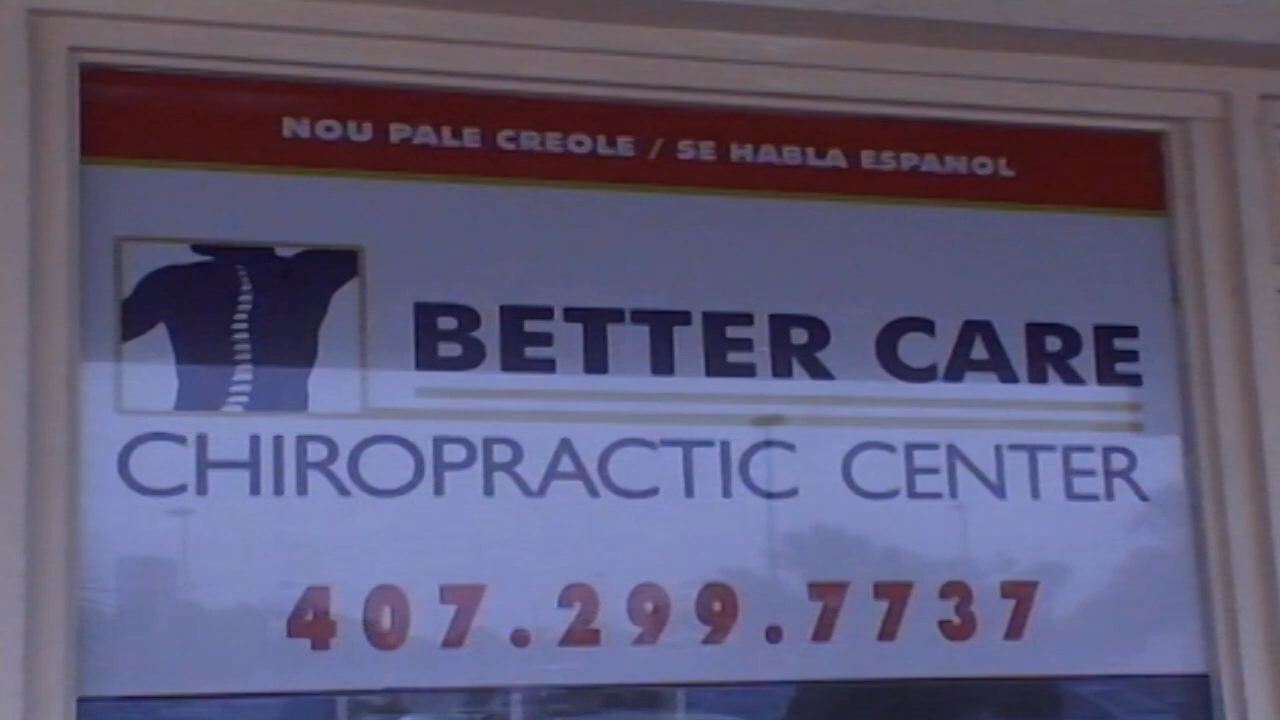 NOU PALE CREOLE / SE HABLA ESPANOL
BETTER CARE
CHIROPRACTIC CENTER
407.299.7737